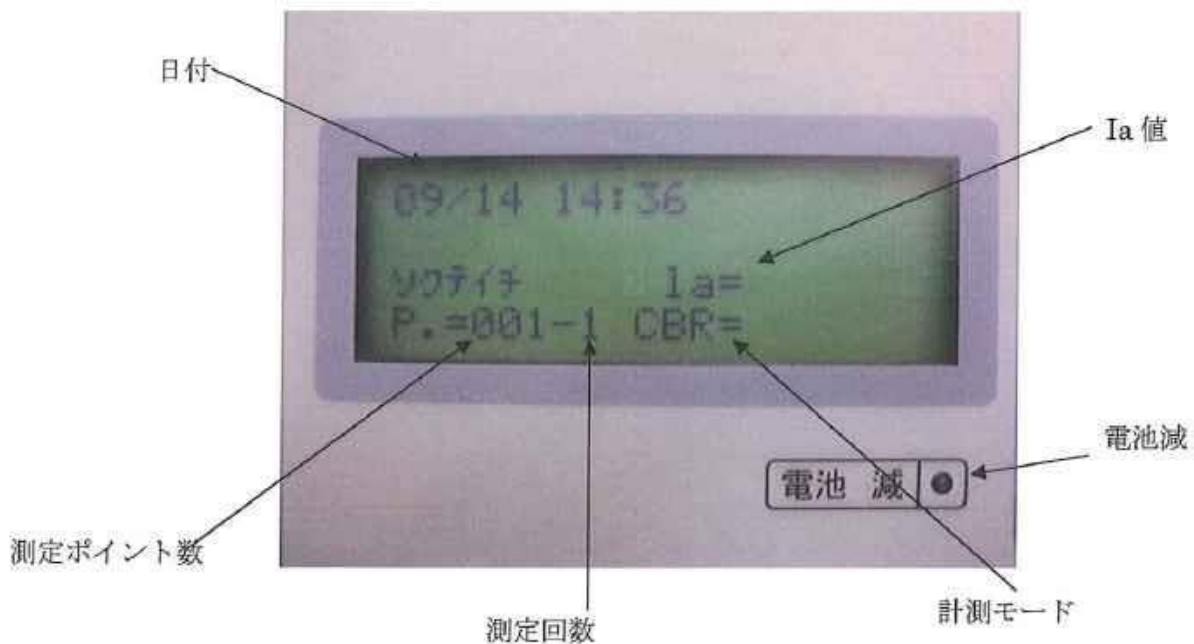 日付
Ia 値
09/14 14:36
ソクテイチ Ia=
P.=001-1 CBR=
電池減
電池 減
測定ポイント数
計測モード
測定回数